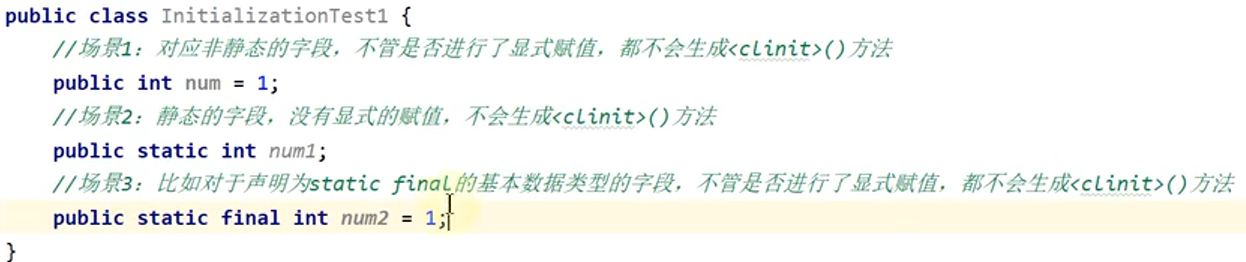 public class InitializationTest1 {
//场景1：对应非静态的字段，不管是否进行了显式赋值，都不会生成<clinit>()方法
public int num = 1;
//场景2：静态的字段，没有显式的赋值，不会生成<clinit>()方法
public static int num1;
//场景3：比如对于声明为static final的基本数据类型的字段，不管是否进行了显式赋值，都不会生成<clinit>()方法
public static final int num2 = 1;
}